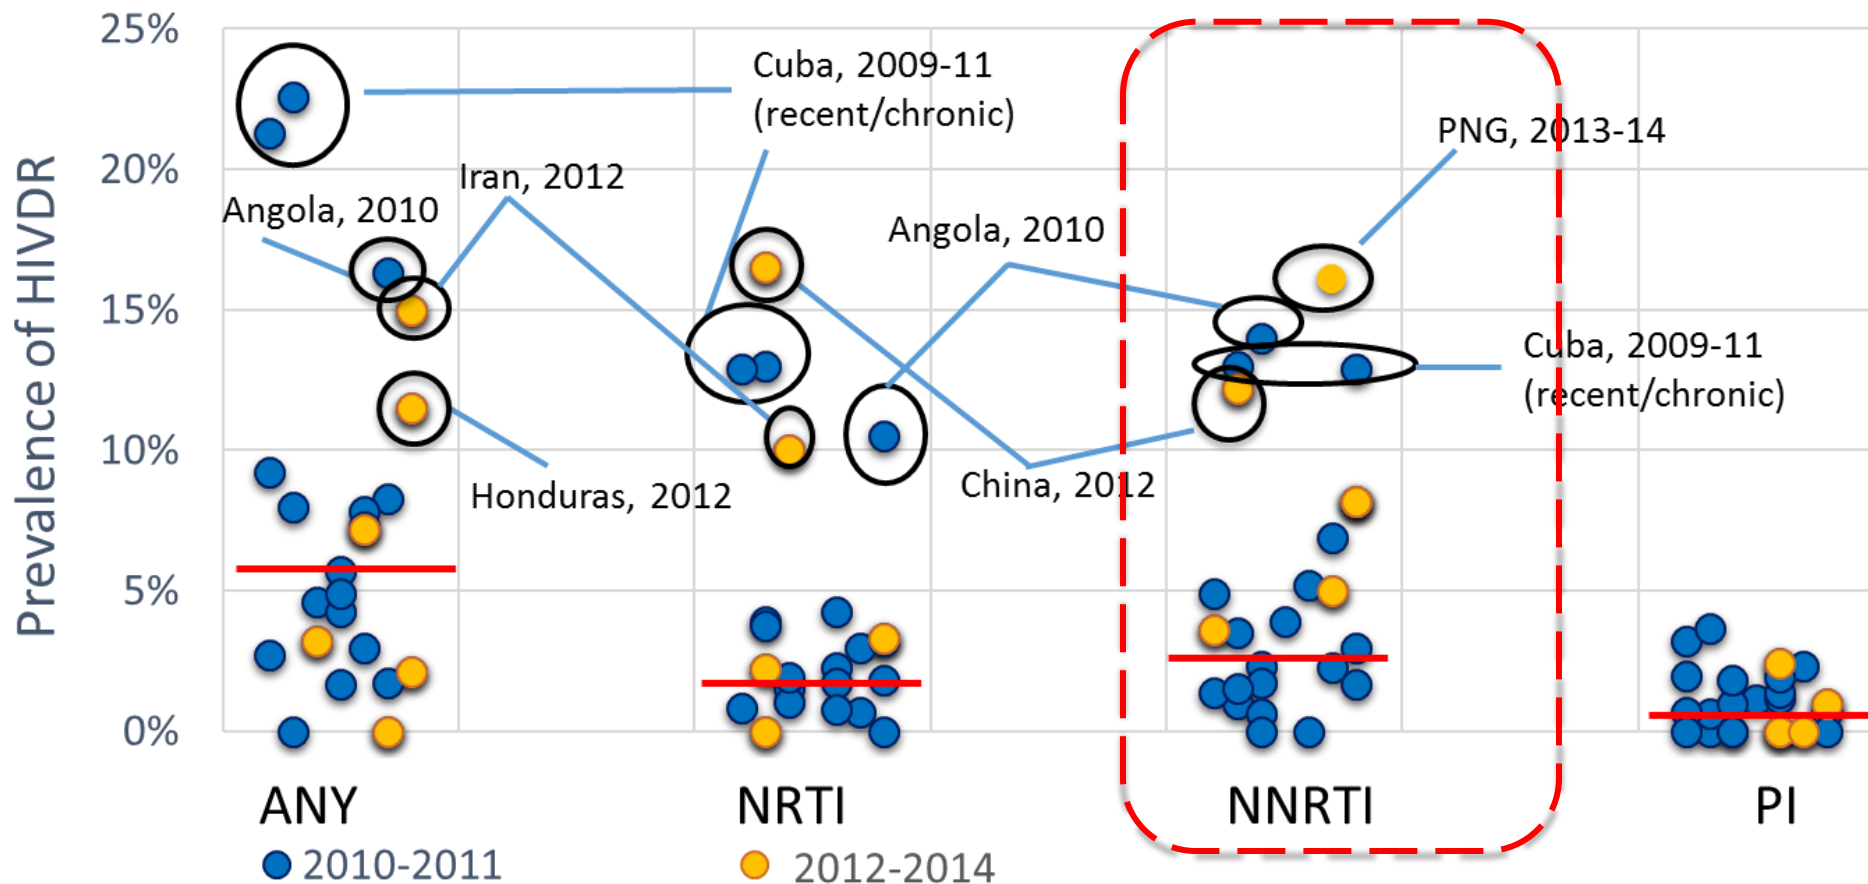 Prevalence of HIVDR
25%
20%
15%
10%
5%
0%
Cuba, 2009-11
(recent/chronic)
Iran, 2012
Angola, 2010
Honduras, 2012
Angola, 2010
China, 2012
PNG, 2013-14
Cuba, 2009-11
(recent/chronic)
ANY
NRTI
NNRTI
PI
2010-2011
2012-2014